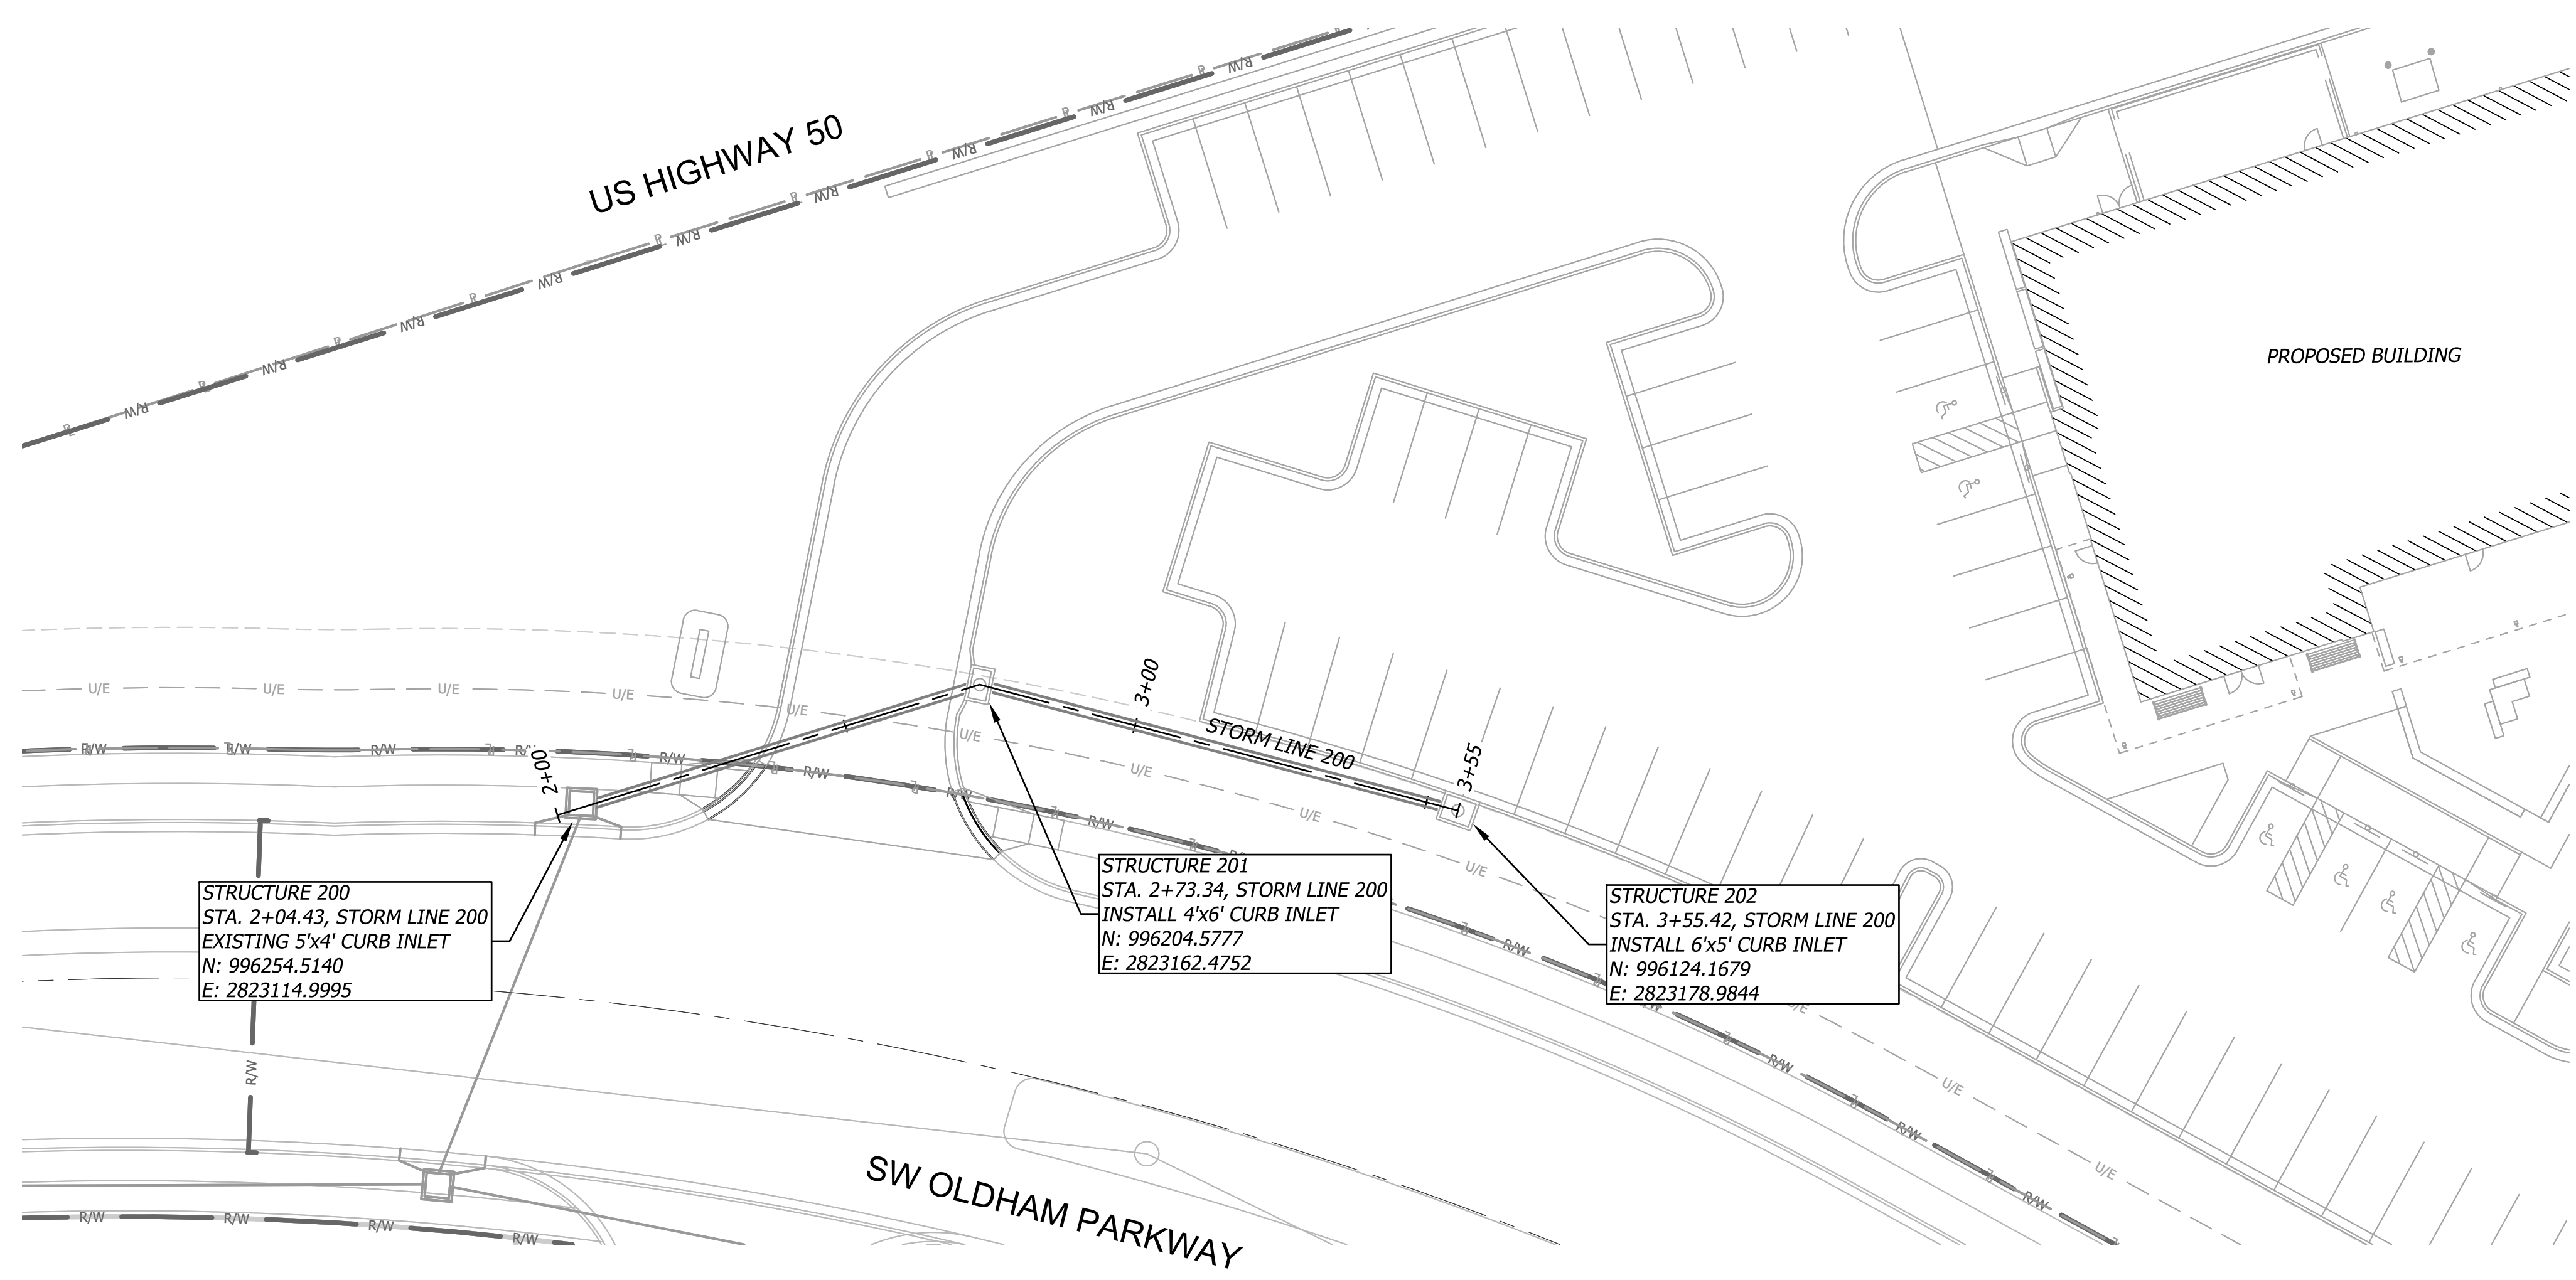 US HIGHWAY 50
PROPOSED BUILDING
R/W
R/W
R/W
R/W
R/W
R/W
R/W
R/W
R/W
U/E
U/E
U/E
U/E
U/E
U/E
U/E
U/E
U/E
U/E
U/E
U/E
R/W
R/W
R/W
R/W
R/W
R/W
R/W
R/W
R/W
R/W
R/W
R/W
2+00
3+00
STORM LINE 200
3+55
STRUCTURE 200
STA. 2+04.43, STORM LINE 200
EXISTING 5'x4' CURB INLET
N: 996254.5140
E: 2823114.9995
STRUCTURE 201
STA. 2+73.34, STORM LINE 200
INSTALL 4'x6' CURB INLET
N: 996204.5777
E: 2823162.4752
STRUCTURE 202
STA. 3+55.42, STORM LINE 200
INSTALL 6'x5' CURB INLET
N: 996124.1679
E: 2823178.9844
R/W
SW OLDHAM PARKWAY
R/W
R/W
R/W
R/W